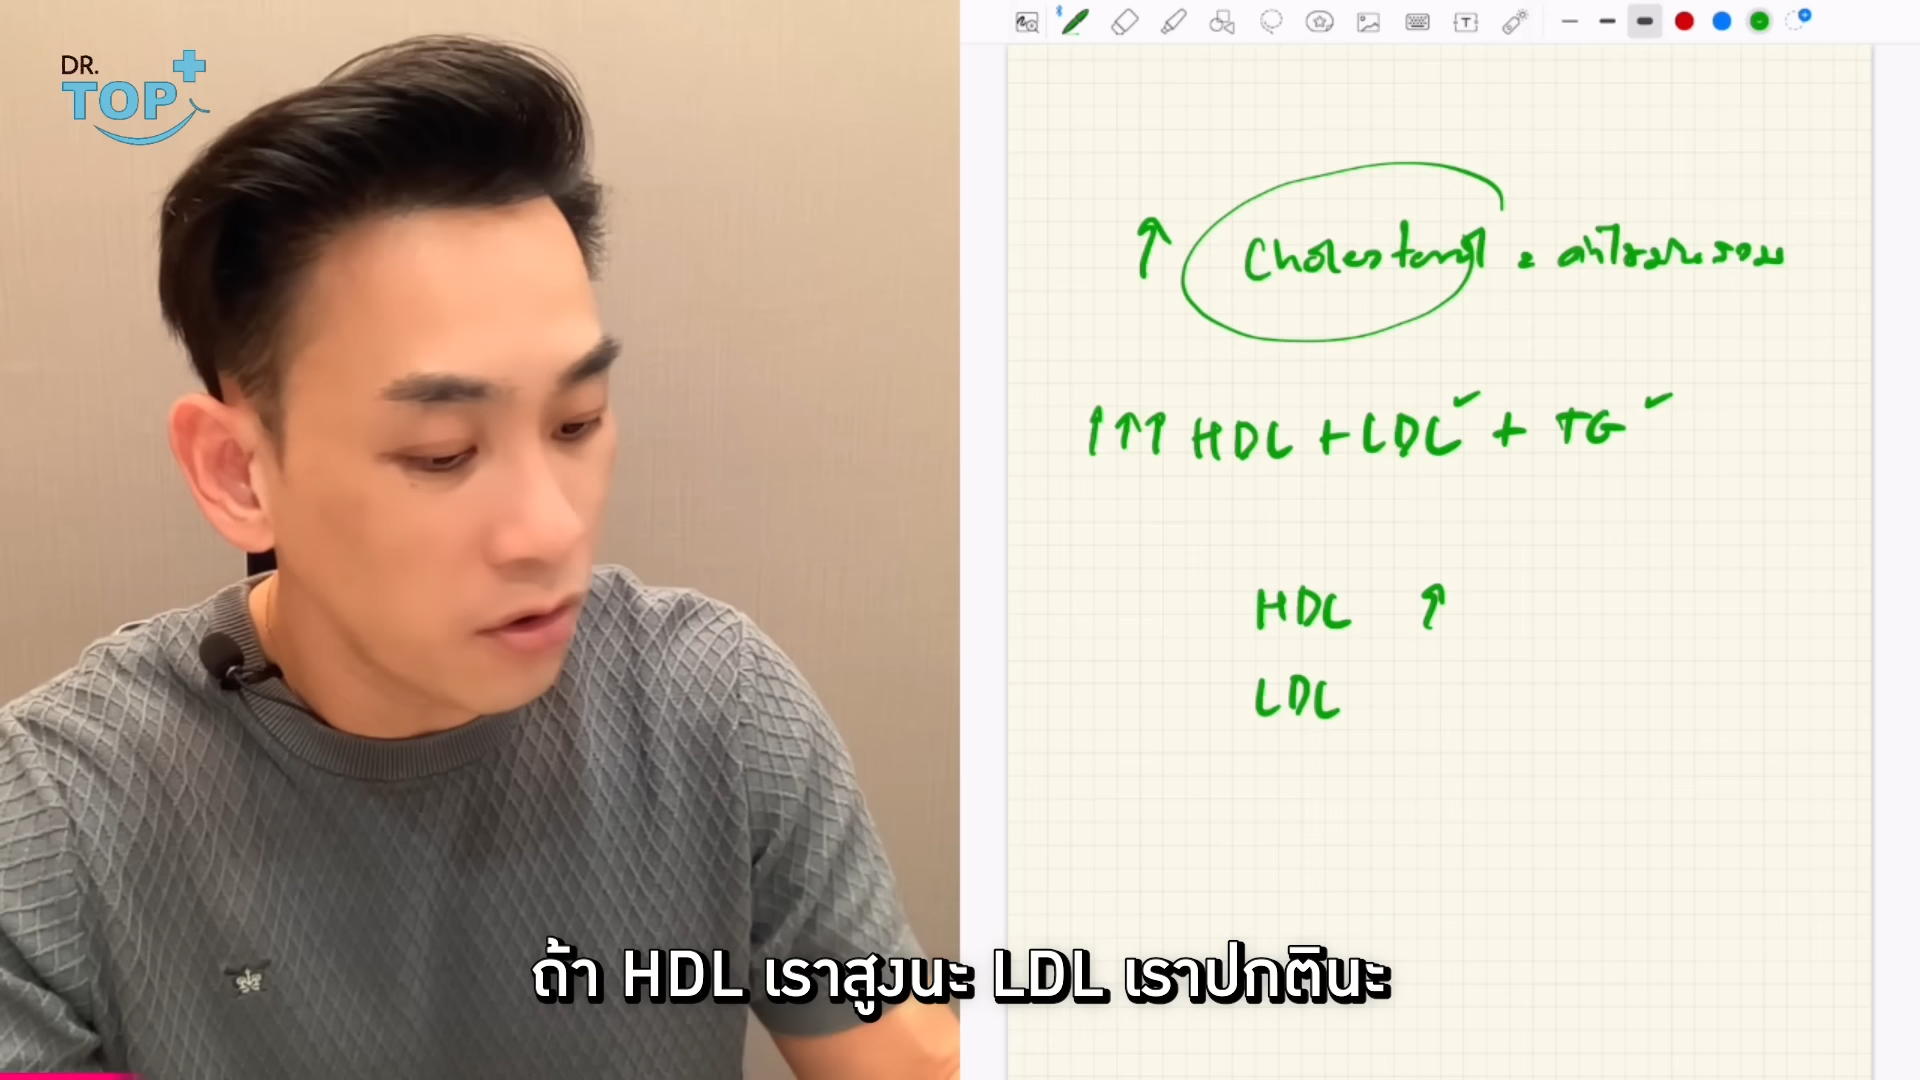 DR.
TOP
↑ Cholesterol = ค่าไขมันรวม
↑↑↑ HDL + LDL ✓ + TG ✓
HDL ↑
LDL
ถ้า HDL เราสูงนะ LDL เราปกตินะ